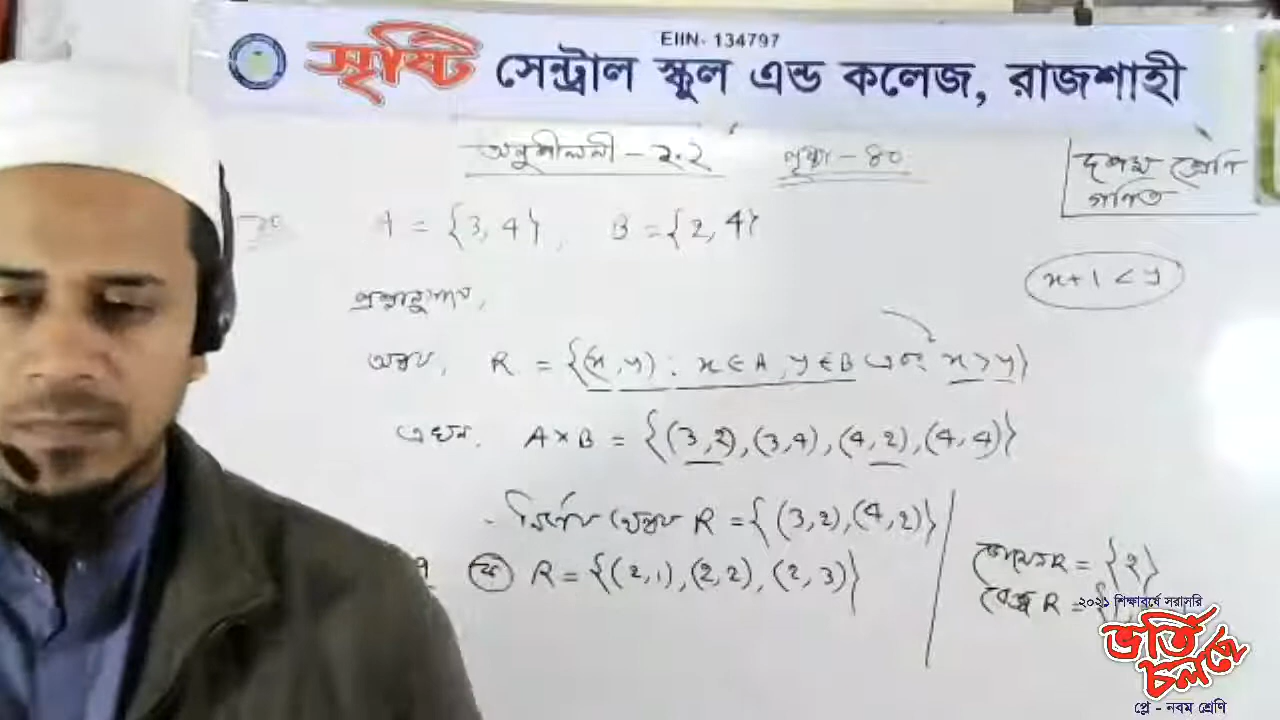 EIIN- 134797
সৃষ্টি সেন্ট্রাল স্কুল এন্ড কলেজ, রাজশাহী
অনুশীলনী - ২.২ পৃষ্ঠা - ৪০
দশম শ্রেণি
গণিত
A = {3, 4}, B = {2, 4}
x+1 < y
প্রশ্নানুসারে,
অন্বয়, R = {(x, y) : x ∈ A, y ∈ B এবং x > y}
এখন, A × B = {(3, 2), (3, 4), (4, 2), (4, 4)}
নির্ণেয় অন্বয় R = {(3, 2), (4, 2)}
(ক) R = {(2, 1), (2, 2), (2, 3)}
ডোমেন R = {2}
রেঞ্জ R = {1,
২০২১ শিক্ষাবর্ষে সরাসরি
ভর্তি
চলছে
প্লে - নবম শ্রেণি